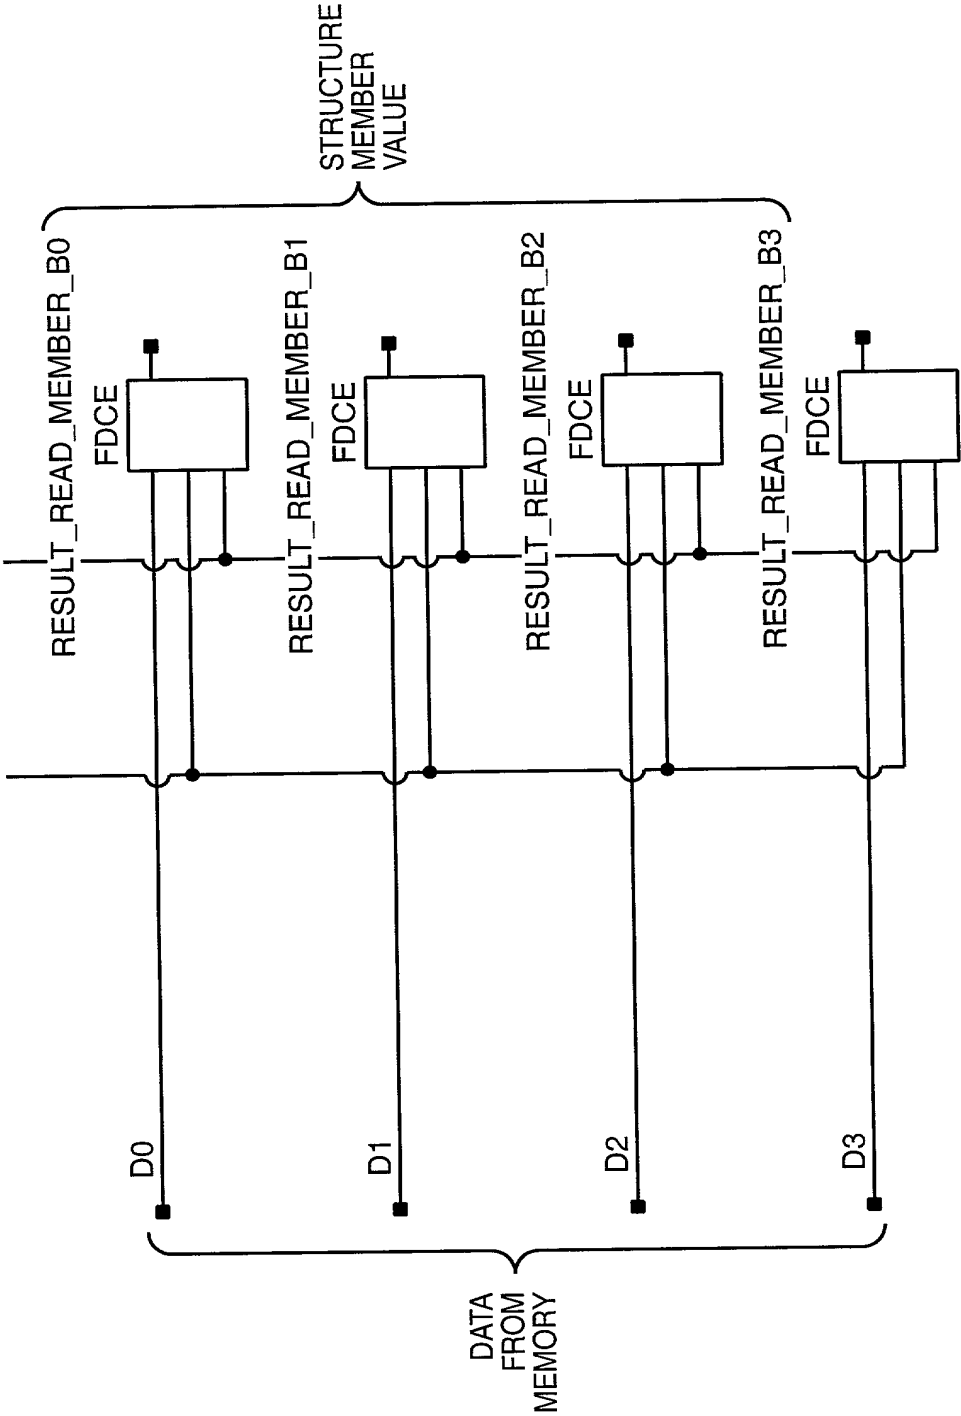 RESULT_READ_MEMBER_B0
FDCE
D0
RESULT_READ_MEMBER_B1
FDCE
D1
RESULT_READ_MEMBER_B2
FDCE
D2
RESULT_READ_MEMBER_B3
FDCE
D3
DATA
FROM
MEMORY
STRUCTURE
MEMBER
VALUE